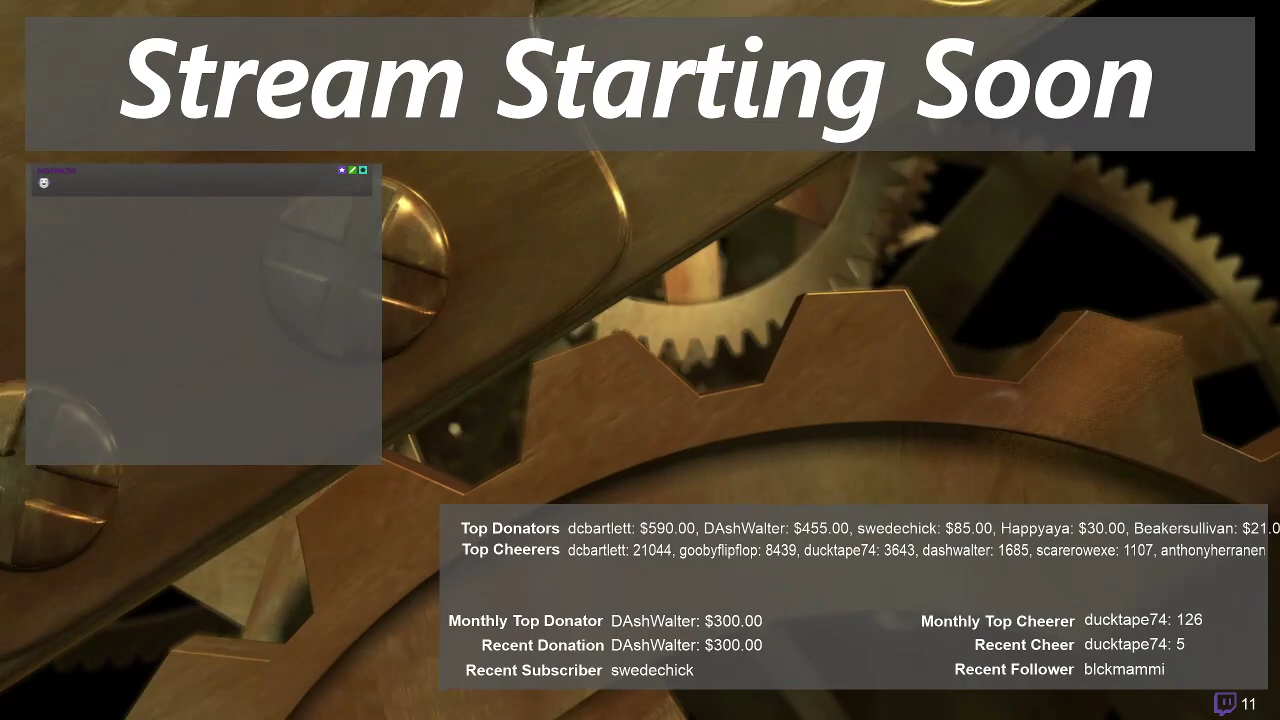 Stream Starting Soon
Top Donators dcbartlett: $590.00, DAshWalter: $455.00, swedechick: $85.00, Happyaya: $30.00, Beakersullivan: $21.0
Top Cheerers dcbartlett: 21044, goobyflipflop: 8439, ducktape74: 3643, dashwalter: 1685, scarerowexe: 1107, anthonyherranen
Monthly Top Donator DAshWalter: $300.00 Monthly Top Cheerer ducktape74: 126
Recent Donation DAshWalter: $300.00 Recent Cheer ducktape74: 5
Recent Subscriber swedechick Recent Follower blckmammi
11